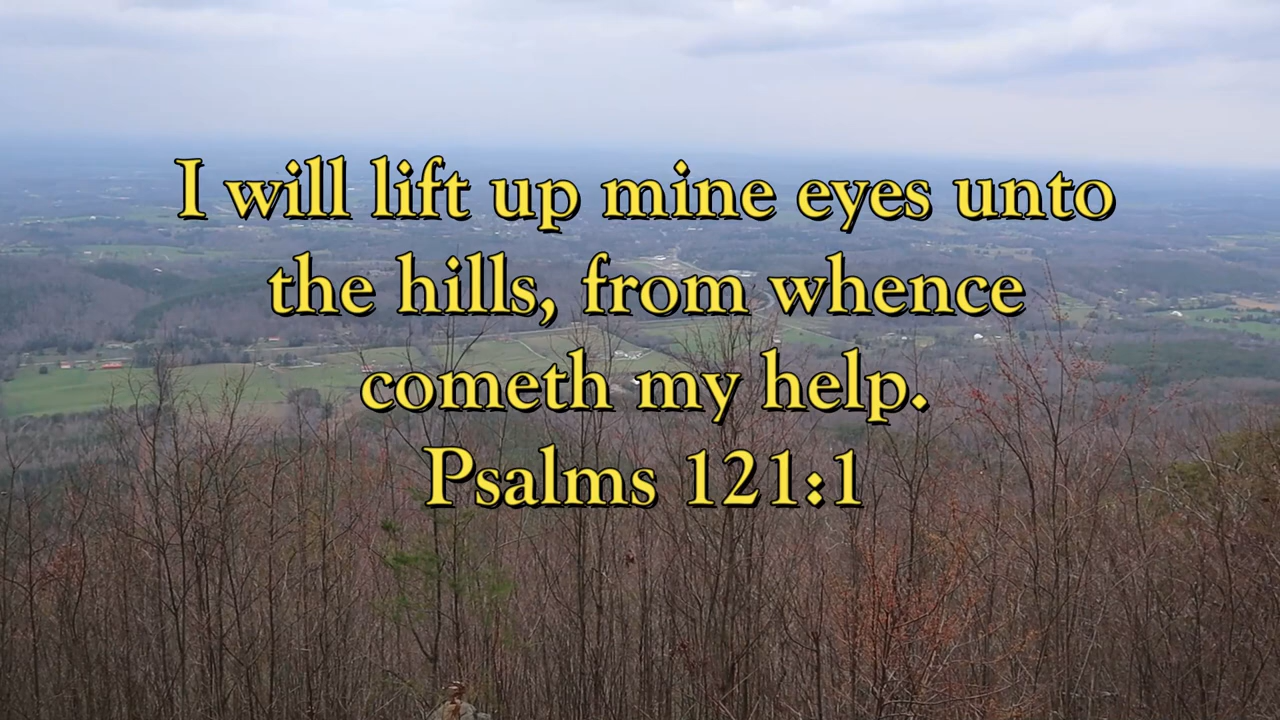 I will lift up mine eyes unto
the hills, from whence
cometh my help.
Psalms 121:1